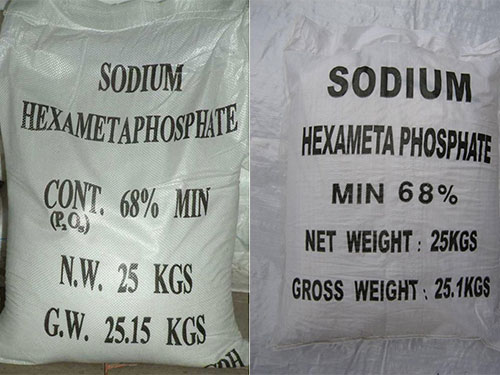 SODIUM
HEXAMETAPHOSPHATE
CONT. 68% MIN
(P₂O₅)
N.W. 25 KGS
G.W. 25.15 KGS
SODIUM
HEXAMETA PHOSPHATE
MIN 68%
NET WEIGHT : 25KGS
GROSS WEIGHT : 25.1KGS